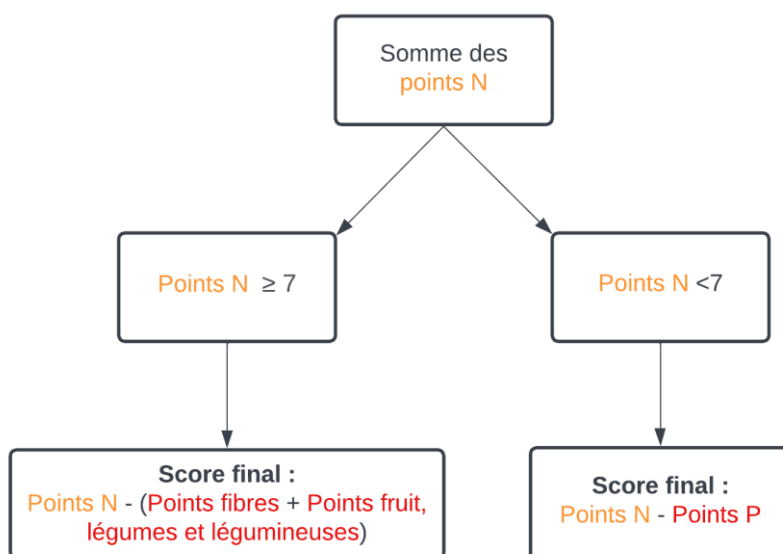 Somme des
points N
Points N ≥ 7
Points N <7
Score final :
Points N - (Points fibres + Points fruit,
légumes et légumineuses)
Score final :
Points N - Points P